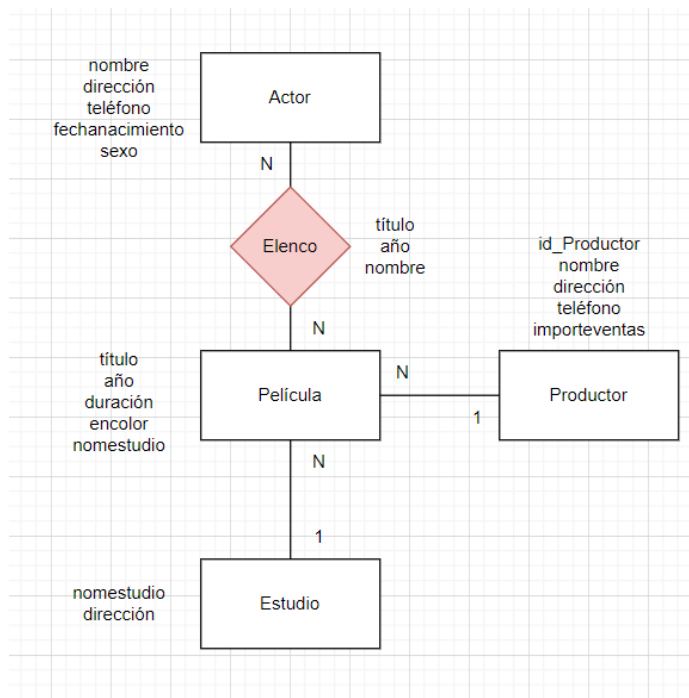 nombre
dirección
teléfono
fechanacimiento
sexo
Actor
N
Elenco
título
año
nombre
id_Productor
nombre
dirección
teléfono
importeventas
N
título
año
duración
encolor
nomestudio
Película
N
1
Productor
N
1
nomestudio
dirección
Estudio